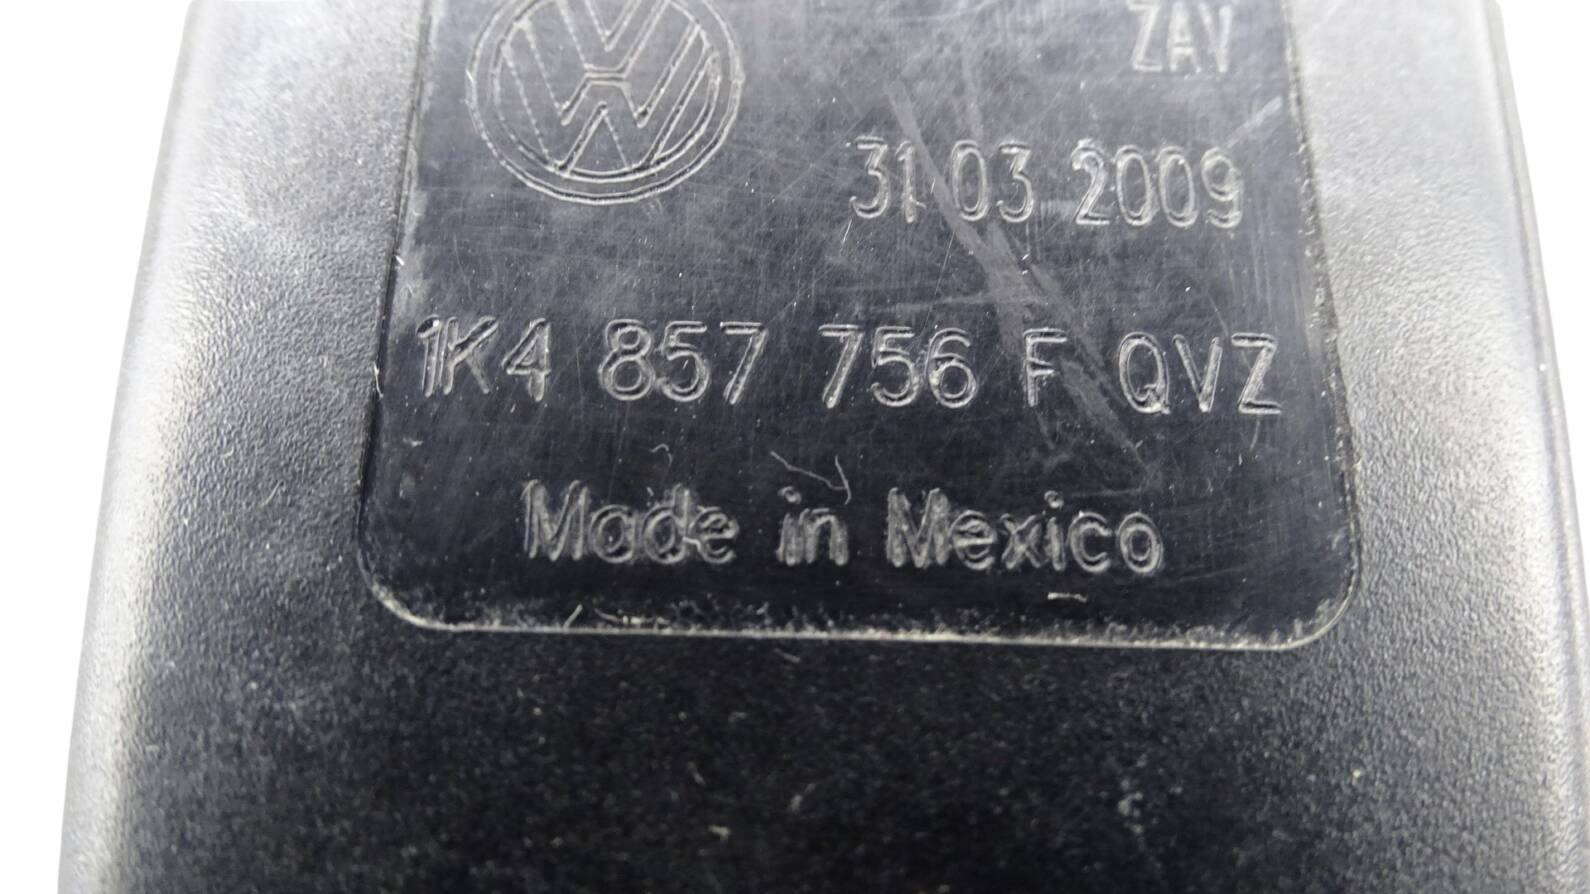 ZAV
31 03 2009
1K4 857 756 F QVZ
Made in Mexico